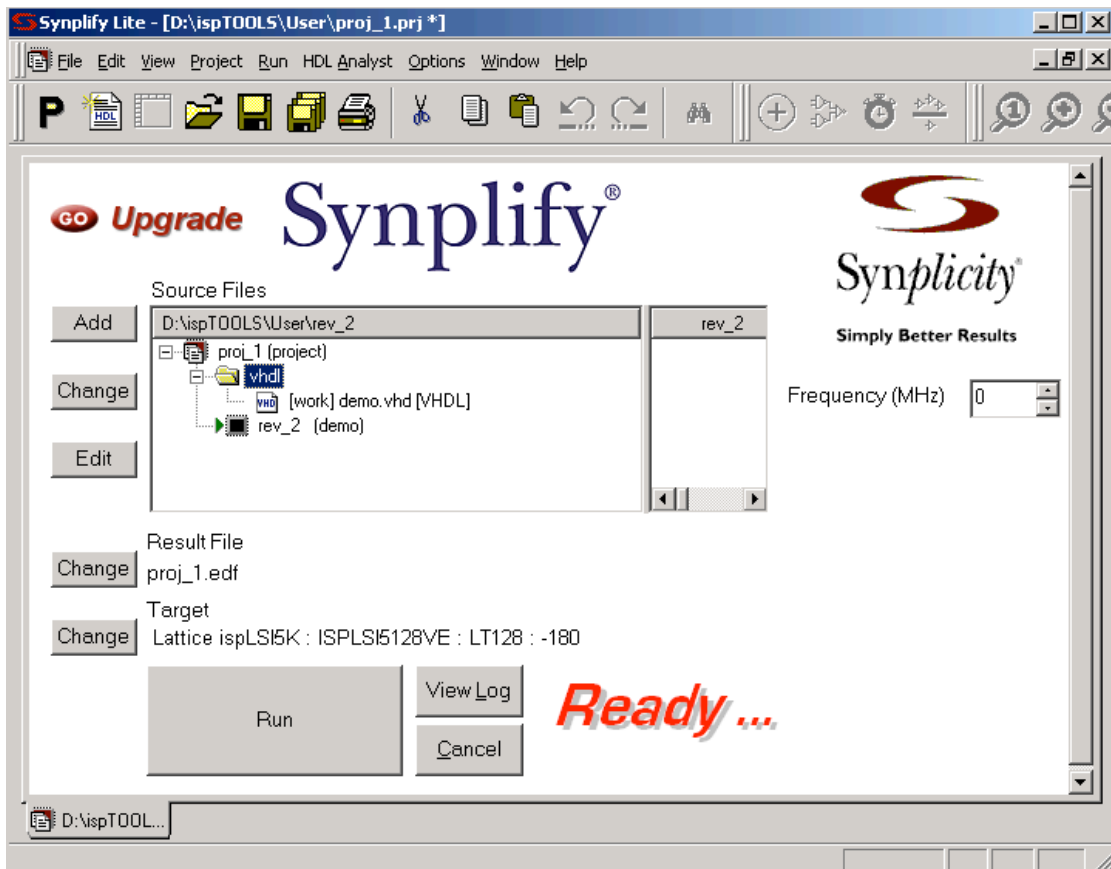 Synplify Lite - [D:\ispTOOLS\User\proj_1.prj *]
File Edit View Project Run HDL Analyst Options Window Help
P HDL 1
GO Upgrade Synplify®
Synplicity®
Simply Better Results
Source Files
Add D:\ispTOOLS\User\rev_2 rev_2
proj_1 (project)
Change vhdl
VHD [work] demo.vhd [VHDL]
rev_2 (demo)
Edit
Frequency (MHz) 0
Result File
Change proj_1.edf
Target
Change Lattice ispLSI5K : ISPLSI5128VE : LT128 : -180
Run View Log Ready ...
Cancel
D:\ispTOOL...